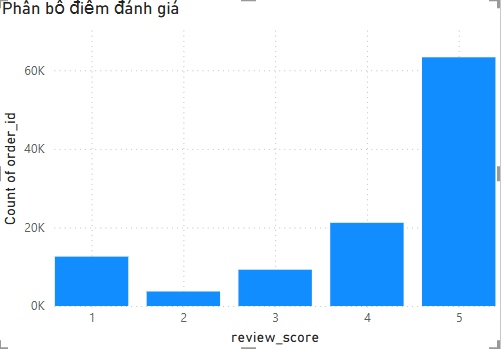 Phân bố điểm đánh giá
60K
40K
20K
0K
Count of order_id
1 2 3 4 5
review_score